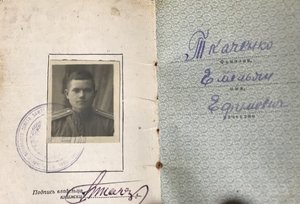 Подпись владельца
книжки
Ткаченко
фамилия
Емельян
имя
Ефимович
отчество